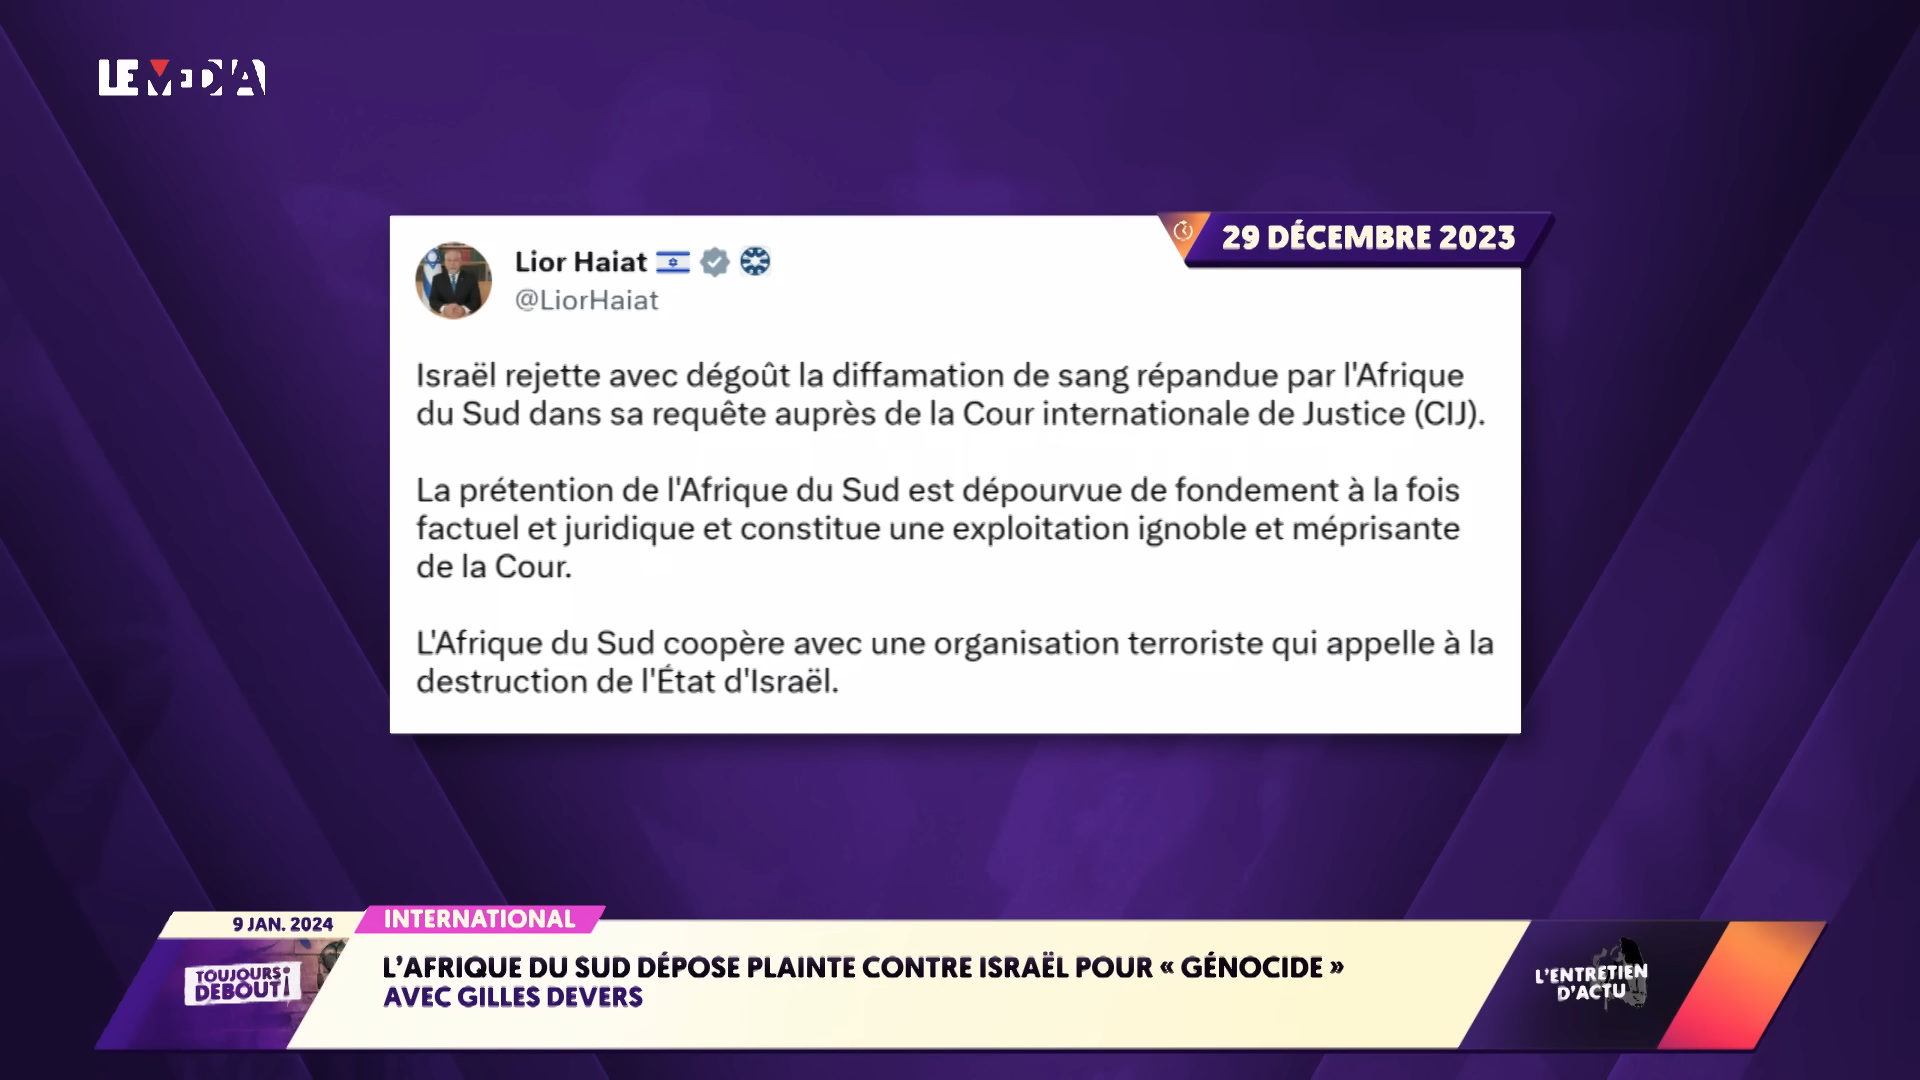 LE MEDIA
29 DÉCEMBRE 2023
Lior Haiat
@LiorHaiat
Israël rejette avec dégoût la diffamation de sang répandue par l'Afrique
du Sud dans sa requête auprès de la Cour internationale de Justice (CIJ).
La prétention de l'Afrique du Sud est dépourvue de fondement à la fois
factuel et juridique et constitue une exploitation ignoble et méprisante
de la Cour.
L'Afrique du Sud coopère avec une organisation terroriste qui appelle à la
destruction de l'État d'Israël.
9 JAN. 2024
INTERNATIONAL
TOUJOURS
DEBOUT!
L’AFRIQUE DU SUD DÉPOSE PLAINTE CONTRE ISRAËL POUR « GÉNOCIDE »
AVEC GILLES DEVERS
L'ENTRETIEN
D'ACTU